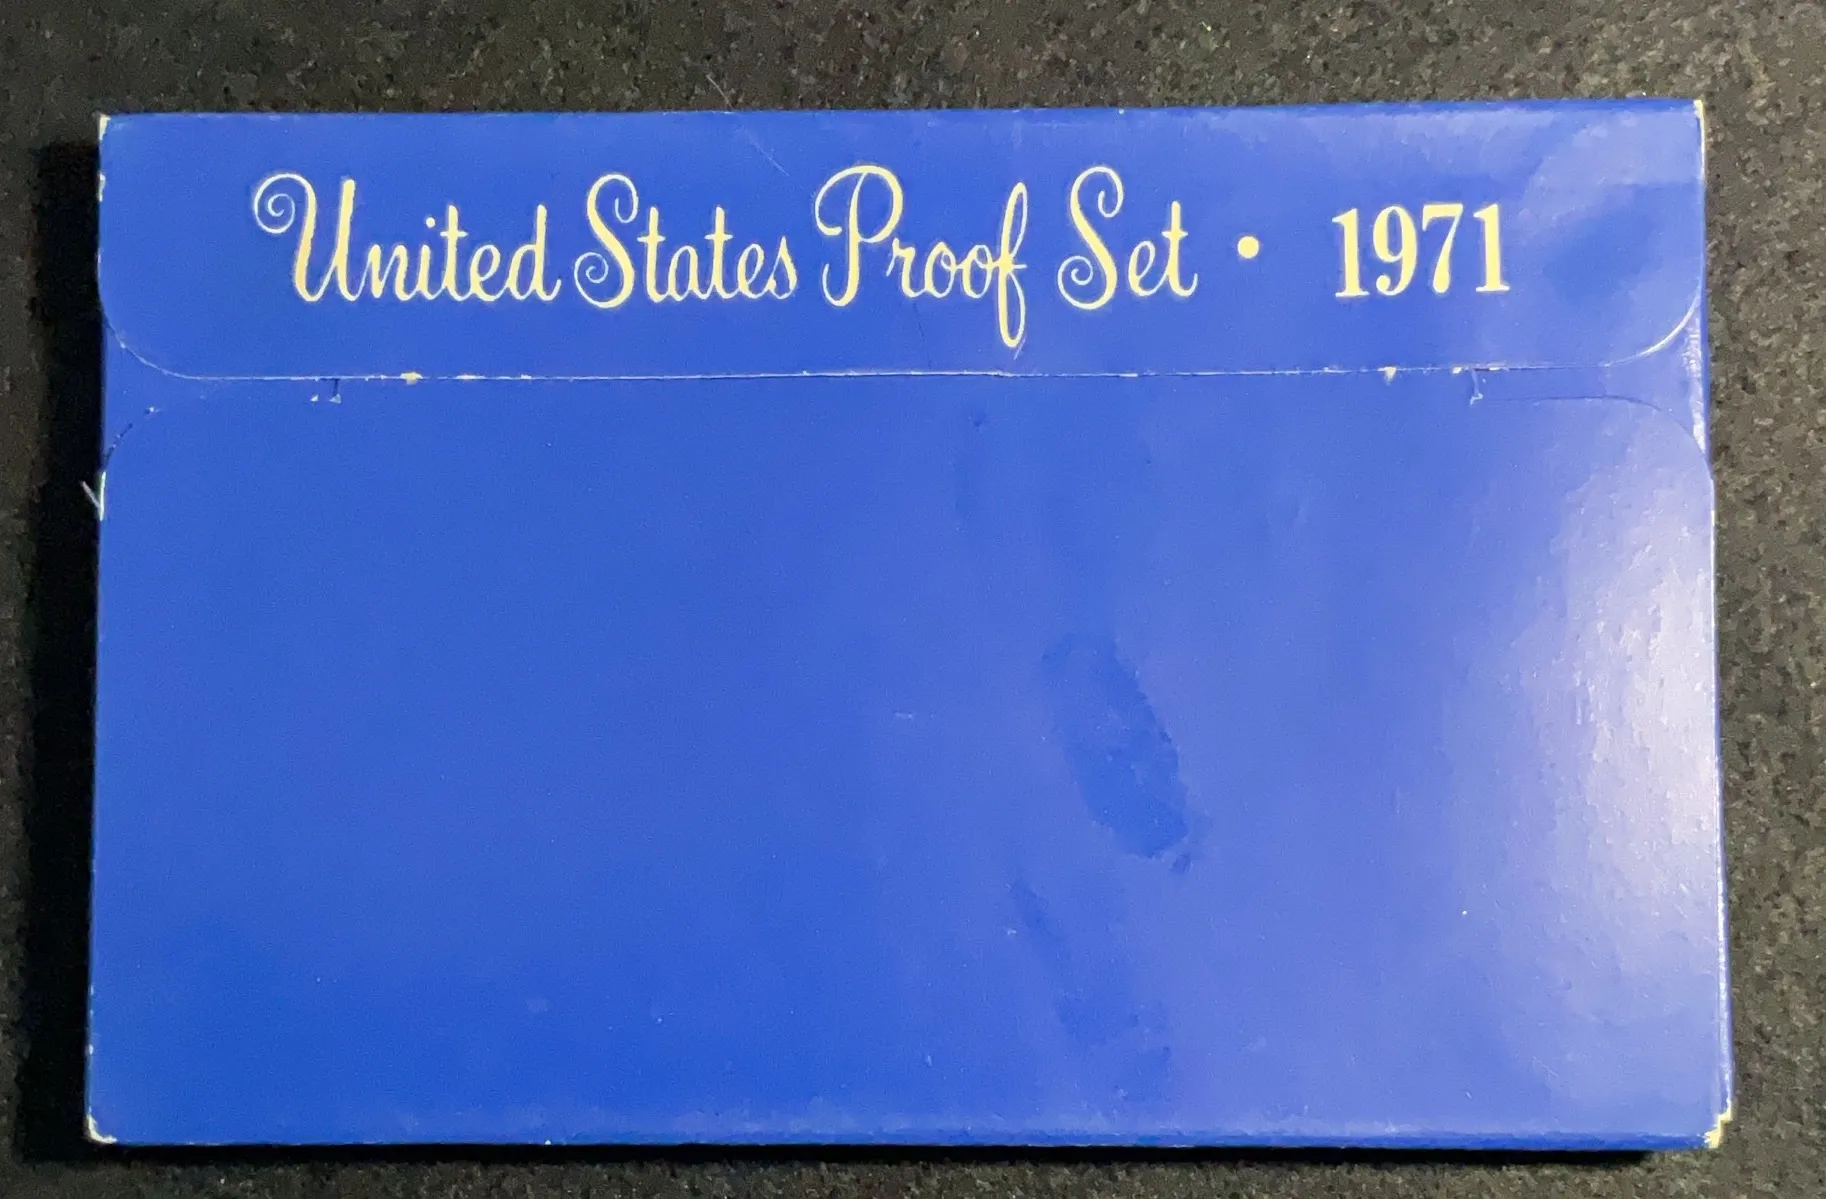 United States Proof Set • 1971